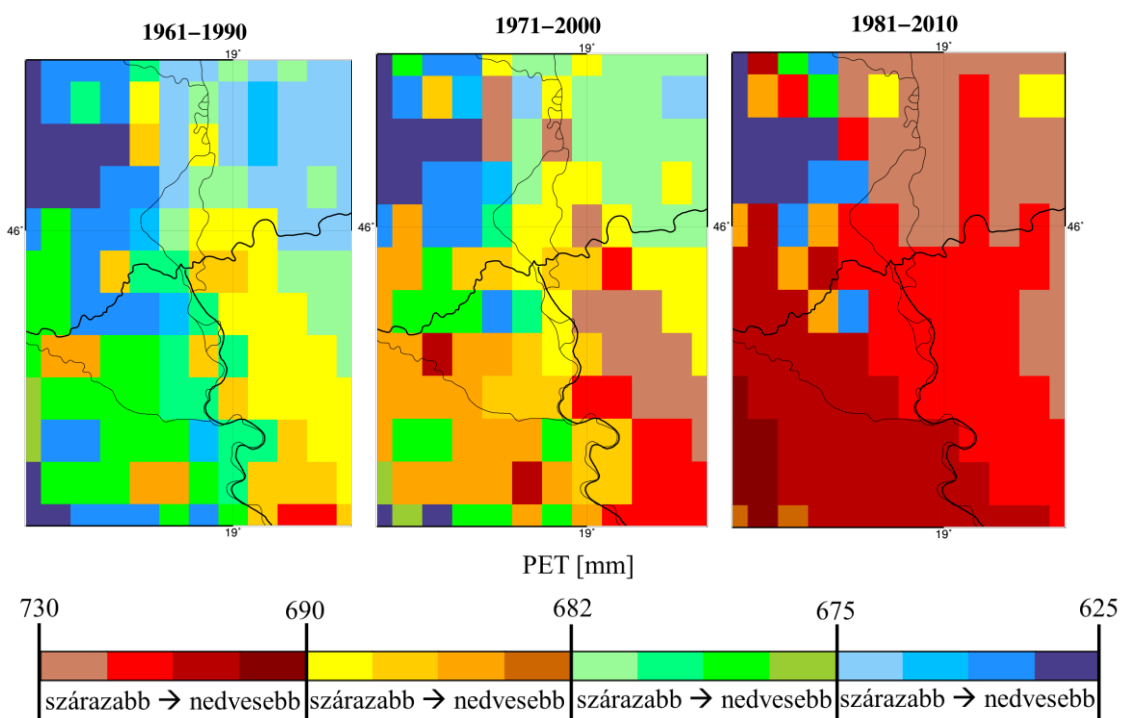 1961–1990 1971–2000 1981–2010
19° 19° 19°
46° 46° 46°
19° 19° 19°
PET [mm]
730 690 682 675 625
szárazabb → nedvesebb szárazabb → nedvesebb szárazabb → nedvesebb szárazabb → nedvesebb